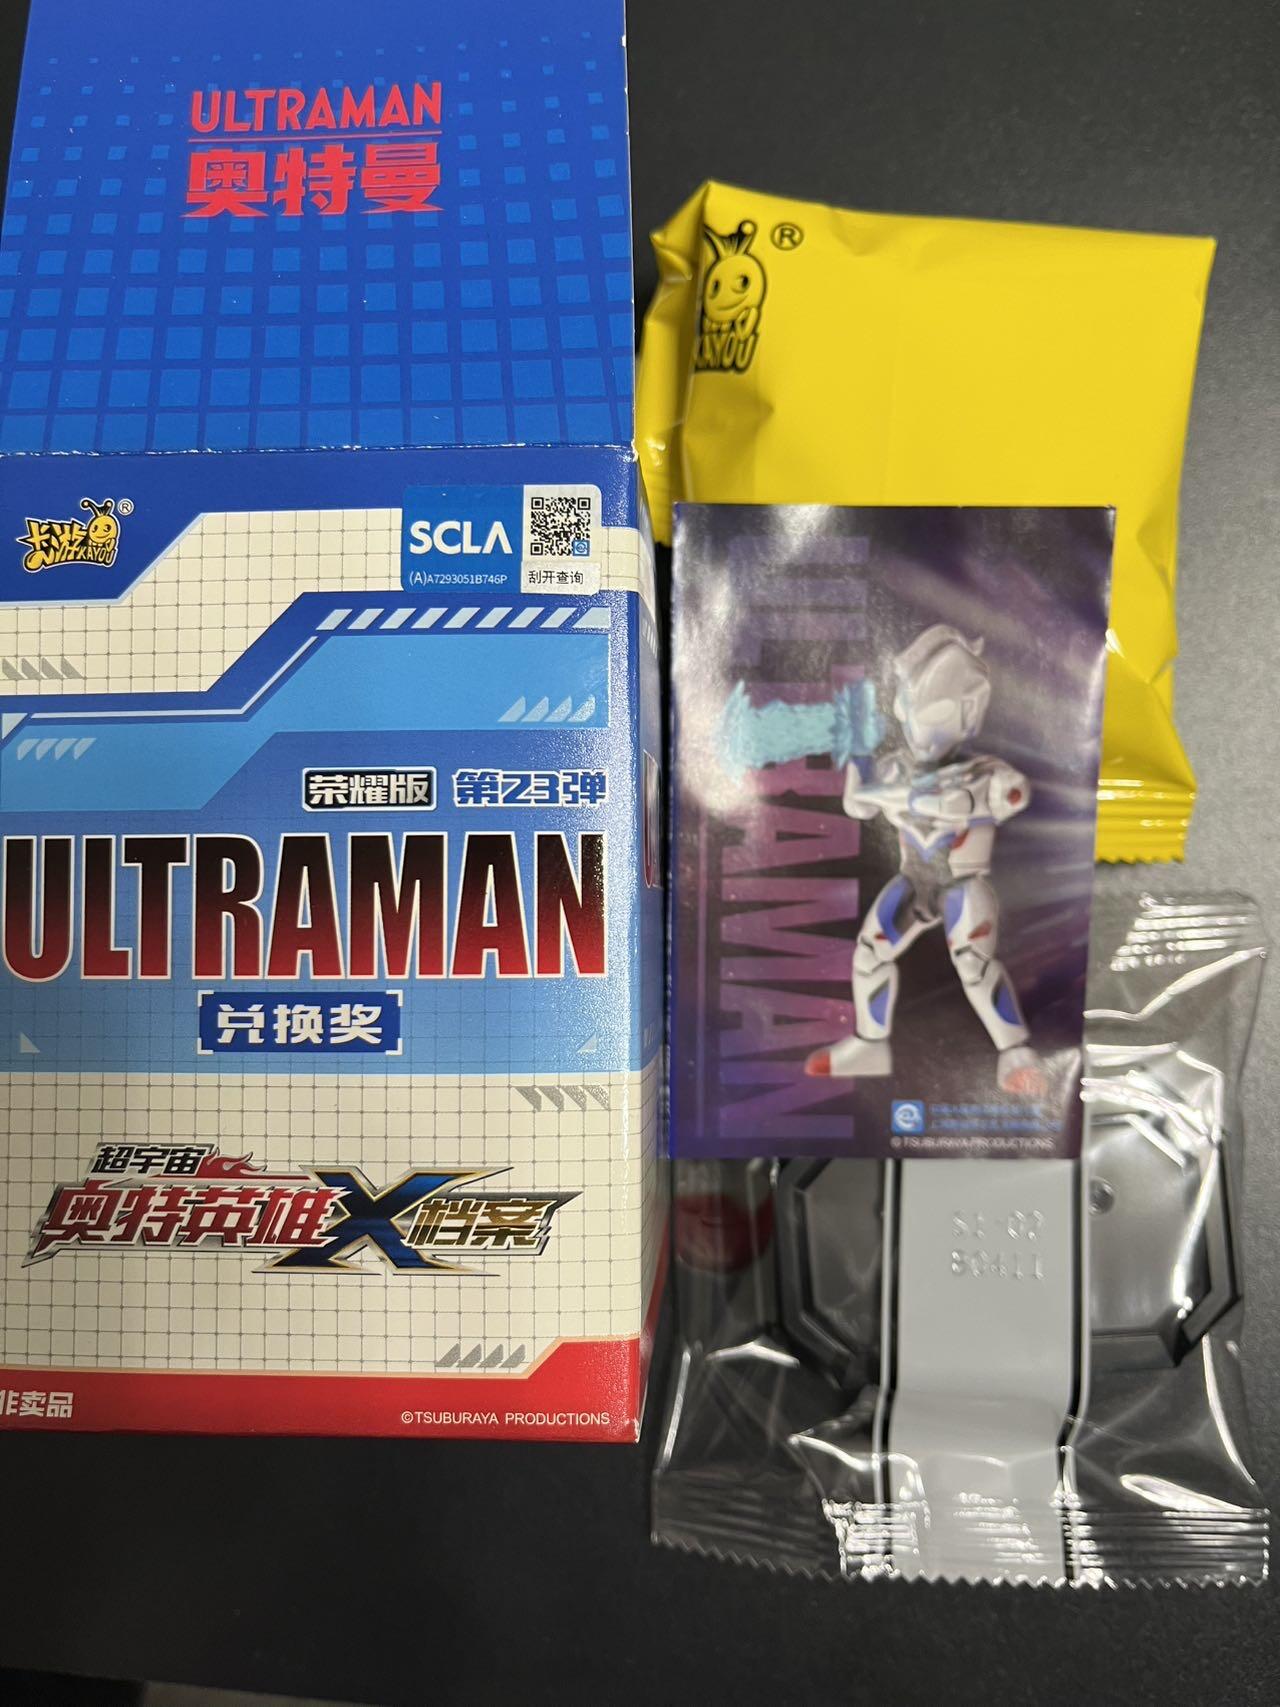 ULTRAMAN
奥特曼
卡游
KAYOU
®
SCLA
(A)A7293051B746P
刮开查询
荣耀版 第23弹
ULTRAMAN
兑换奖
超宇宙
奥特英雄X档案
非卖品
©TSUBURAYA PRODUCTIONS
®
KAYOU
ULTRAMAN
©TSUBURAYA PRODUCTIONS